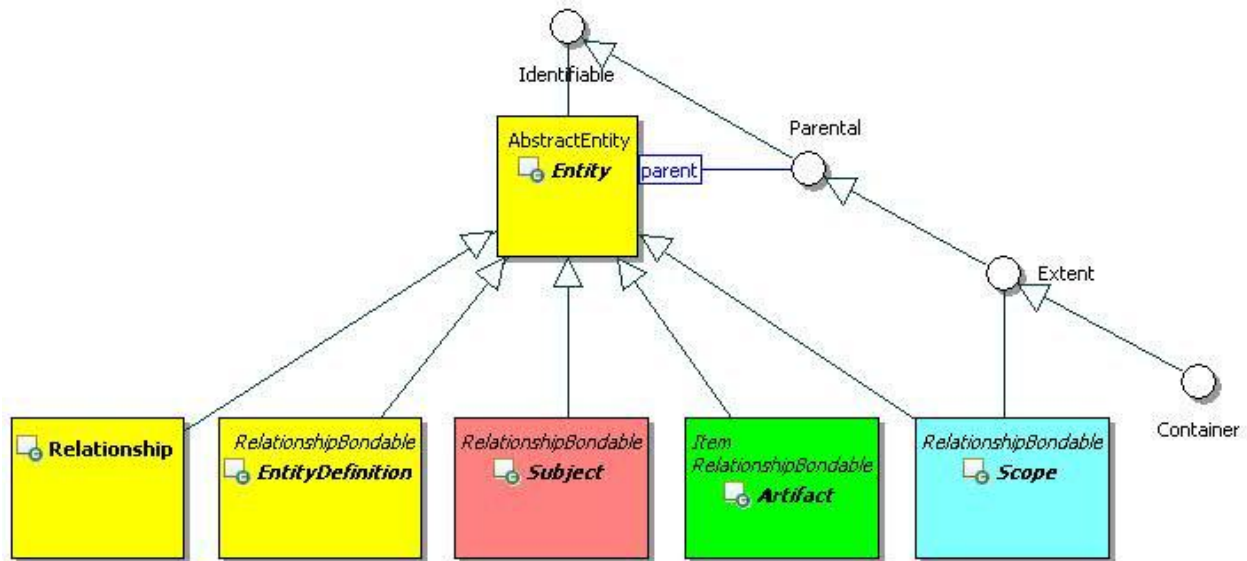 Identifiable
Parental
AbstractEntity
Entity
parent
Extent
Container
Relationship
RelationshipBondable
EntityDefinition
RelationshipBondable
Subject
Item
RelationshipBondable
Artifact
RelationshipBondable
Scope